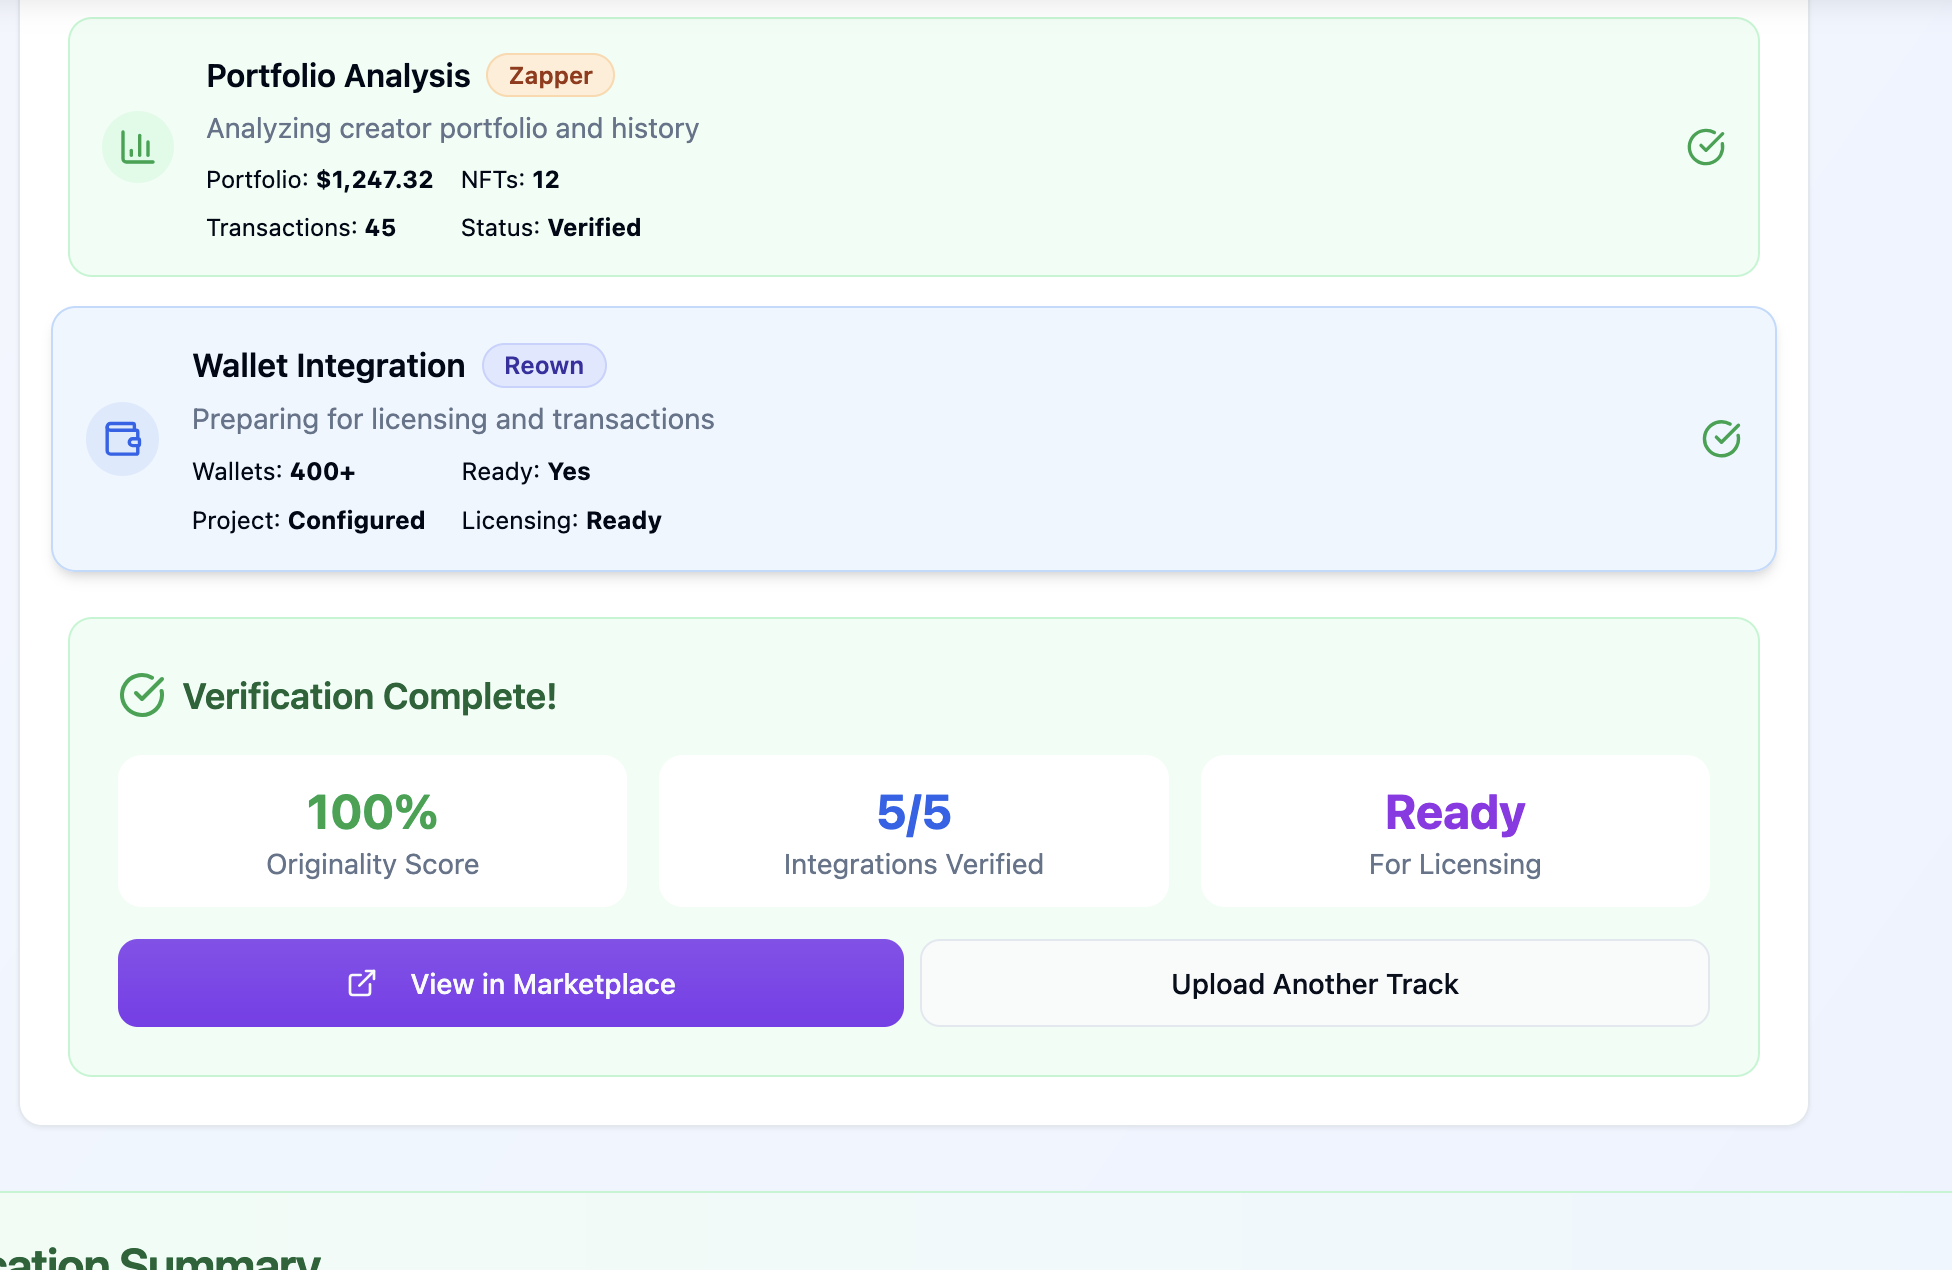 Portfolio Analysis Zapper
Analyzing creator portfolio and history
Portfolio: $1,247.32 NFTs: 12
Transactions: 45 Status: Verified
Wallet Integration Reown
Preparing for licensing and transactions
Wallets: 400+ Ready: Yes
Project: Configured Licensing: Ready
Verification Complete!
100% 5/5 Ready
Originality Score Integrations Verified For Licensing
View in Marketplace Upload Another Track
cation Summary